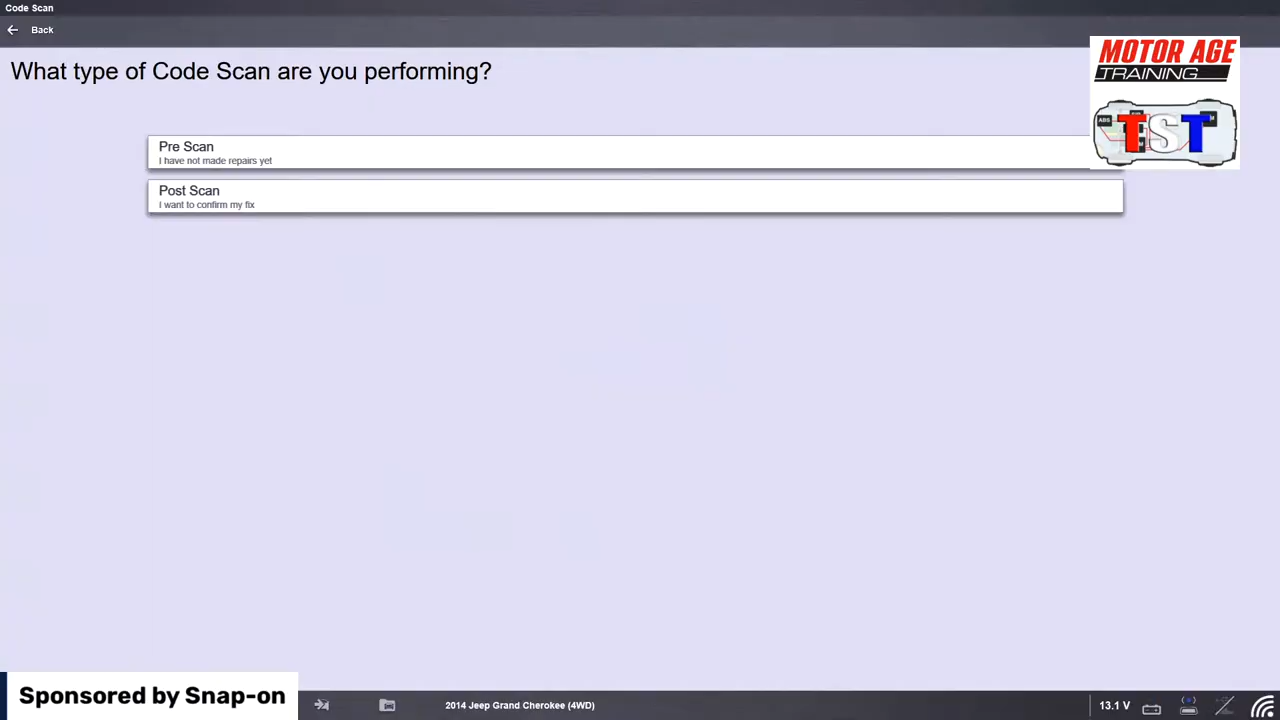 Code Scan
Back
What type of Code Scan are you performing?
MOTOR AGE
TRAINING
ABS
TST
Pre Scan
I have not made repairs yet
Post Scan
I want to confirm my fix
Sponsored by Snap-on
2014 Jeep Grand Cherokee (4WD)
13.1 V